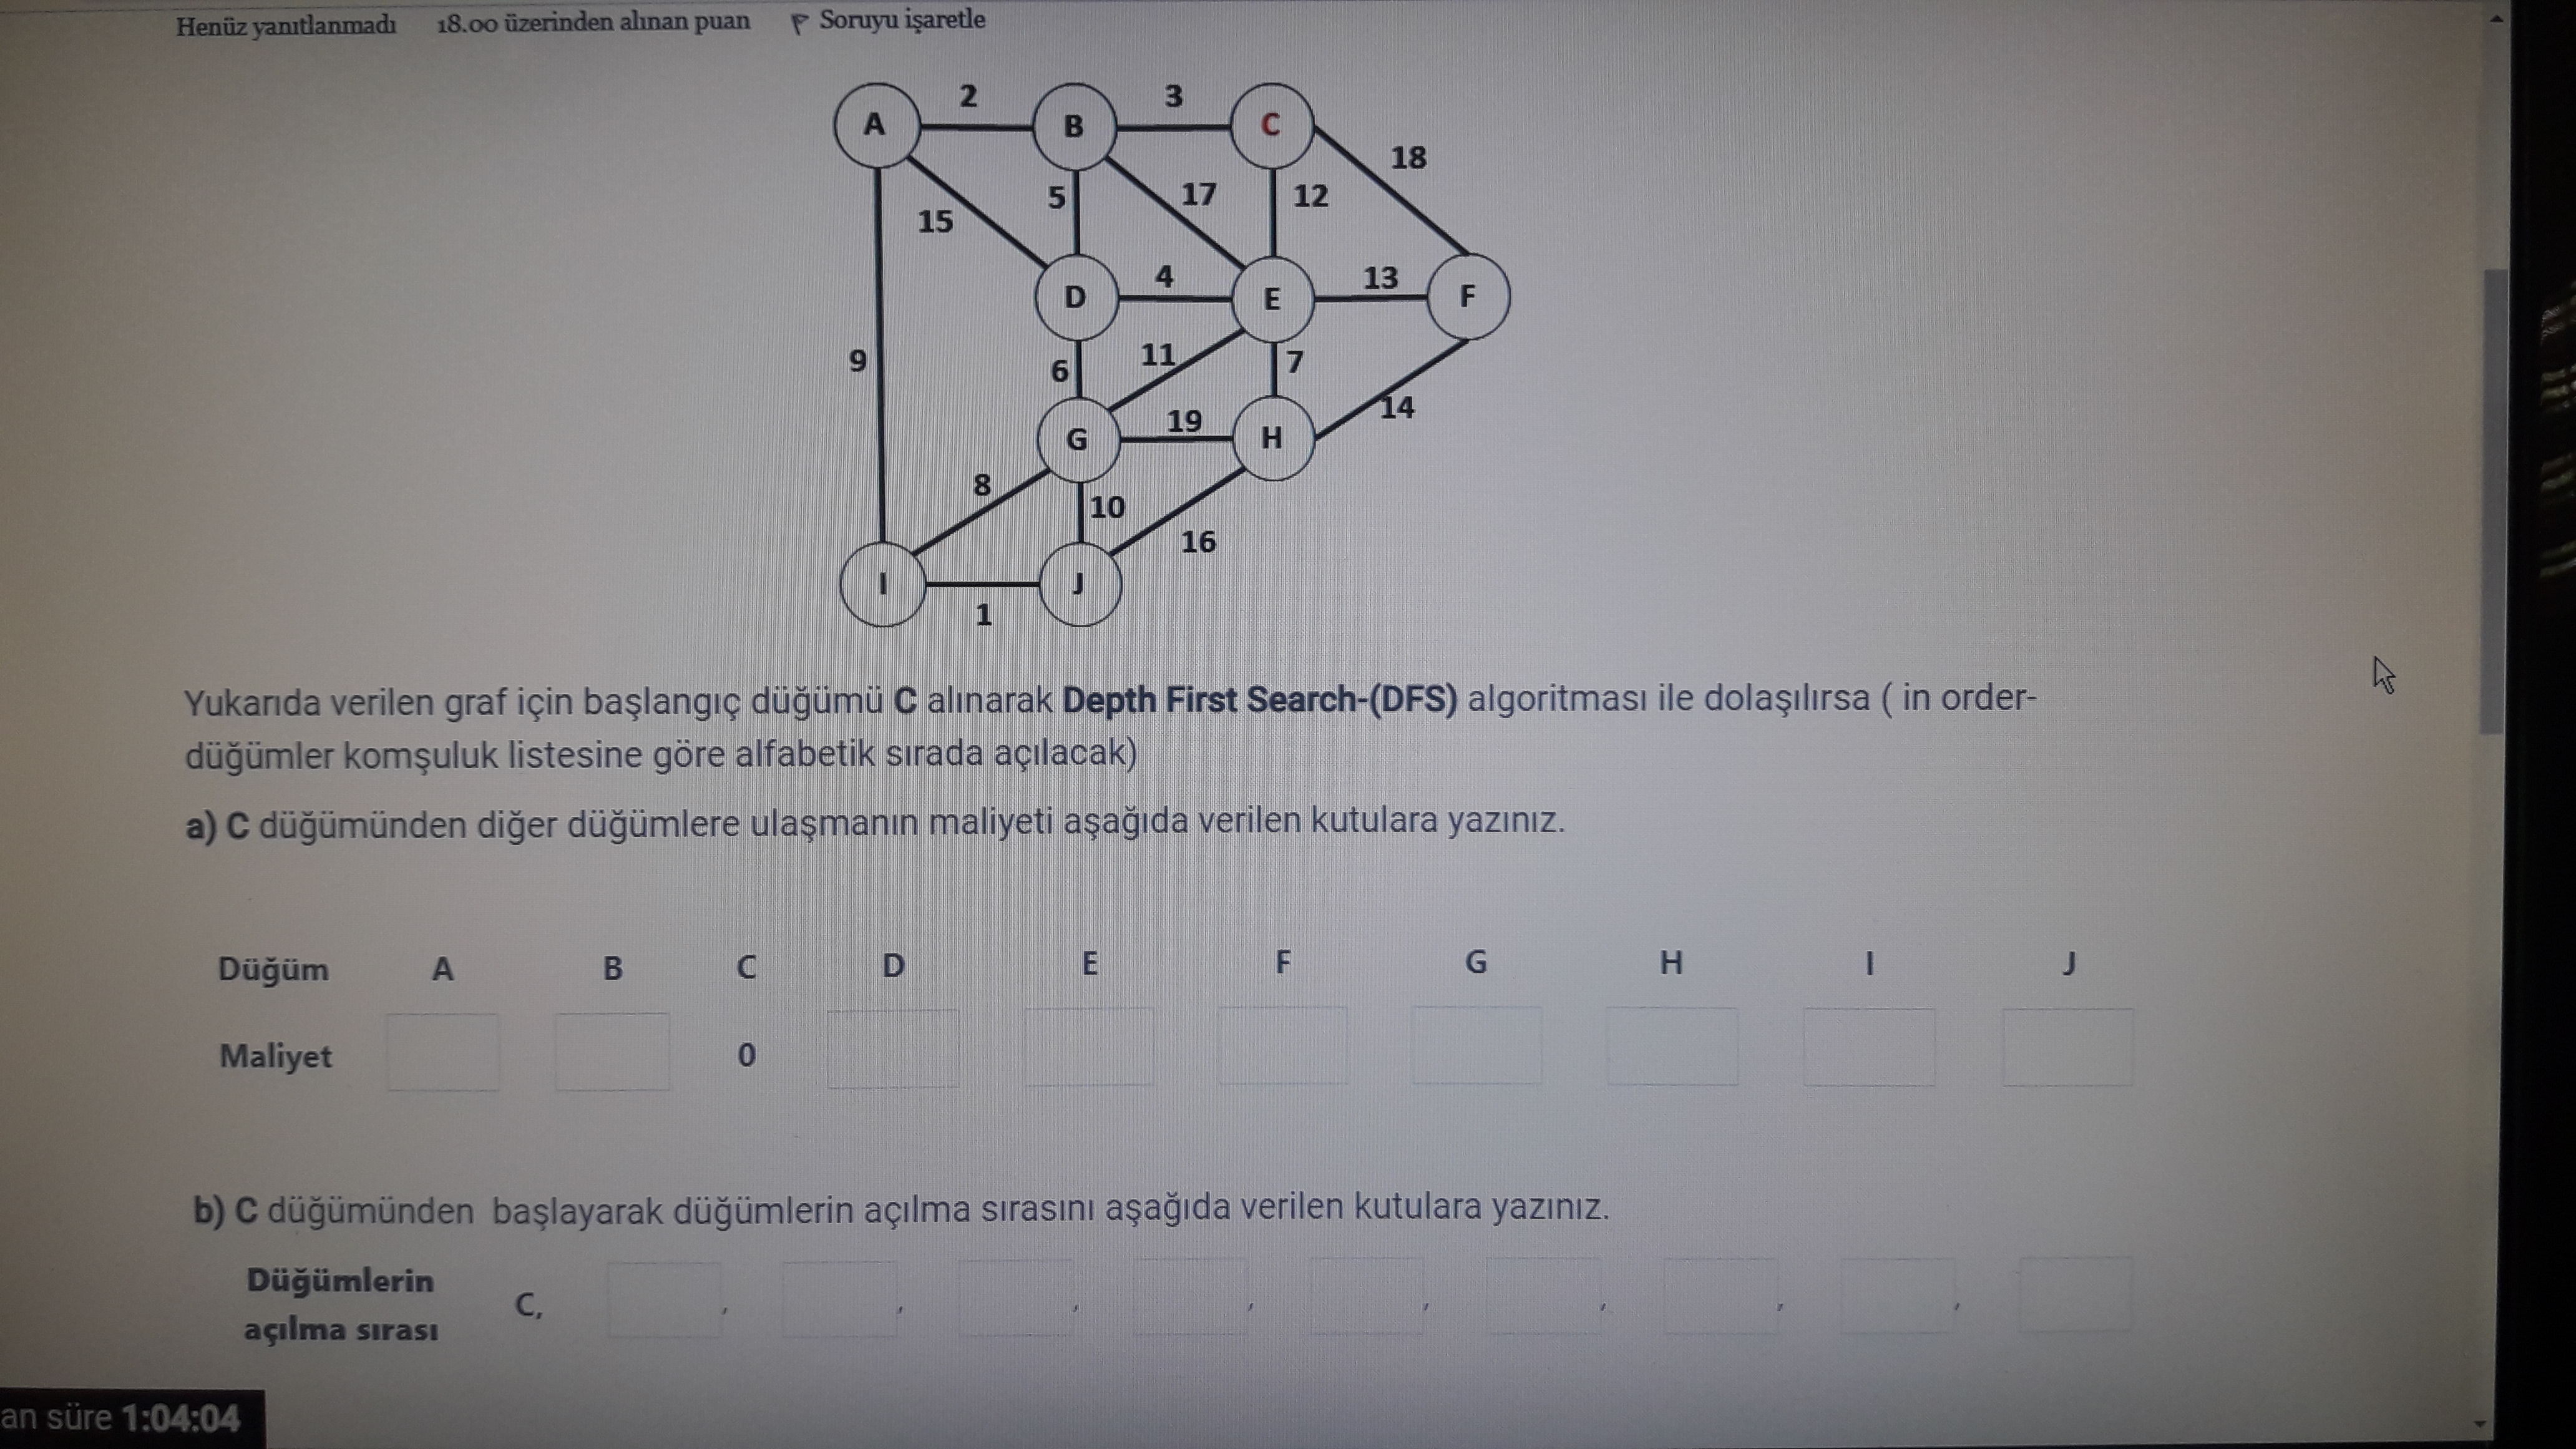 Henüz yanıtlanmadı 18.00 üzerinden alınan puan Soruyu işaretle
A 2 B 3 C
15 5 17 12 18
9 D 4 E 13 F
6 11 7 14
8 G 19 H
10 16
I 1 J
Yukarıda verilen graf için başlangıç düğümü C alınarak Depth First Search-(DFS) algoritması ile dolaşılırsa ( in order-
düğümler komşuluk listesine göre alfabetik sırada açılacak)
a) C düğümünden diğer düğümlere ulaşmanın maliyeti aşağıda verilen kutulara yazınız.
Düğüm A B C D E F G H I J
Maliyet 0
b) C düğümünden başlayarak düğümlerin açılma sırasını aşağıda verilen kutulara yazınız.
Düğümlerin
açılma sırası C, , , , , , , , ,
an süre 1:04:04